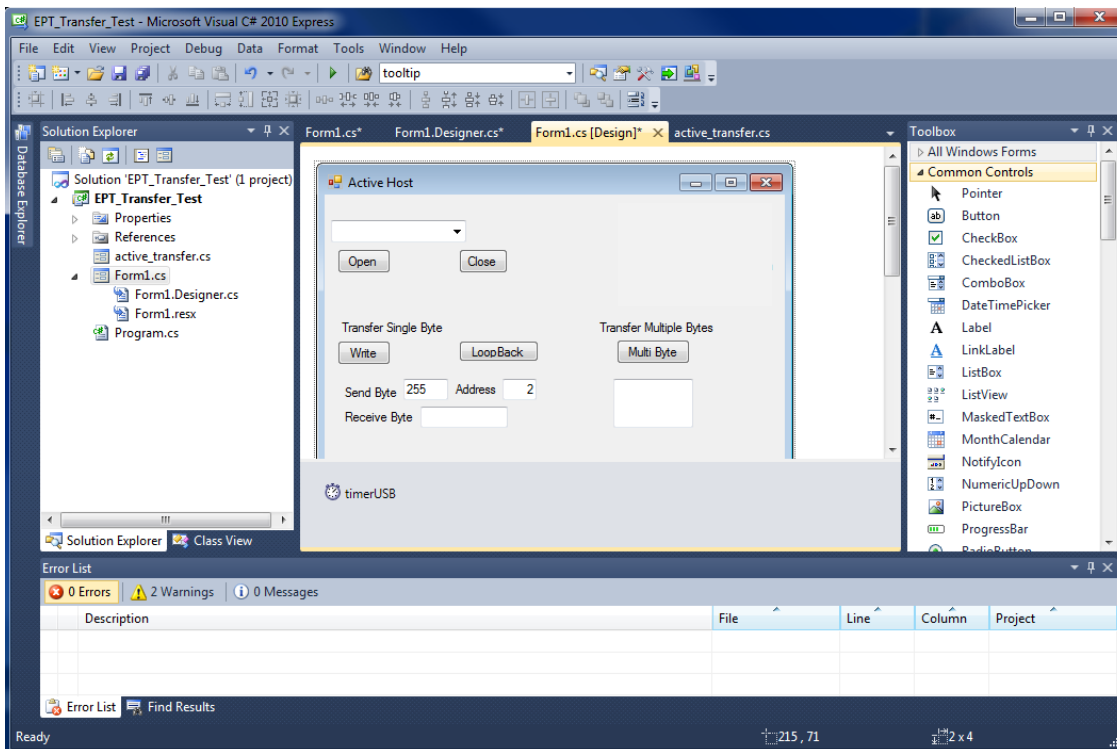 EPT_Transfer_Test - Microsoft Visual C# 2010 Express
File Edit View Project Debug Data Format Tools Window Help
tooltip
Database Explorer
Solution Explorer
Solution 'EPT_Transfer_Test' (1 project)
EPT_Transfer_Test
Properties
References
active_transfer.cs
Form1.cs
Form1.Designer.cs
Form1.resx
Program.cs
Solution Explorer Class View
Form1.cs* Form1.Designer.cs* Form1.cs [Design]* active_transfer.cs
Active Host
Open Close
Transfer Single Byte Transfer Multiple Bytes
Write LoopBack Multi Byte
Send Byte 255 Address 2
Receive Byte
timerUSB
Toolbox
All Windows Forms
Common Controls
Pointer
Button
CheckBox
CheckedListBox
ComboBox
DateTimePicker
Label
LinkLabel
ListBox
ListView
MaskedTextBox
MonthCalendar
NotifyIcon
NumericUpDown
PictureBox
ProgressBar
RadioButton
Error List
0 Errors 2 Warnings 0 Messages
Description File Line Column Project
Error List Find Results
Ready 215 , 71 2 x 4